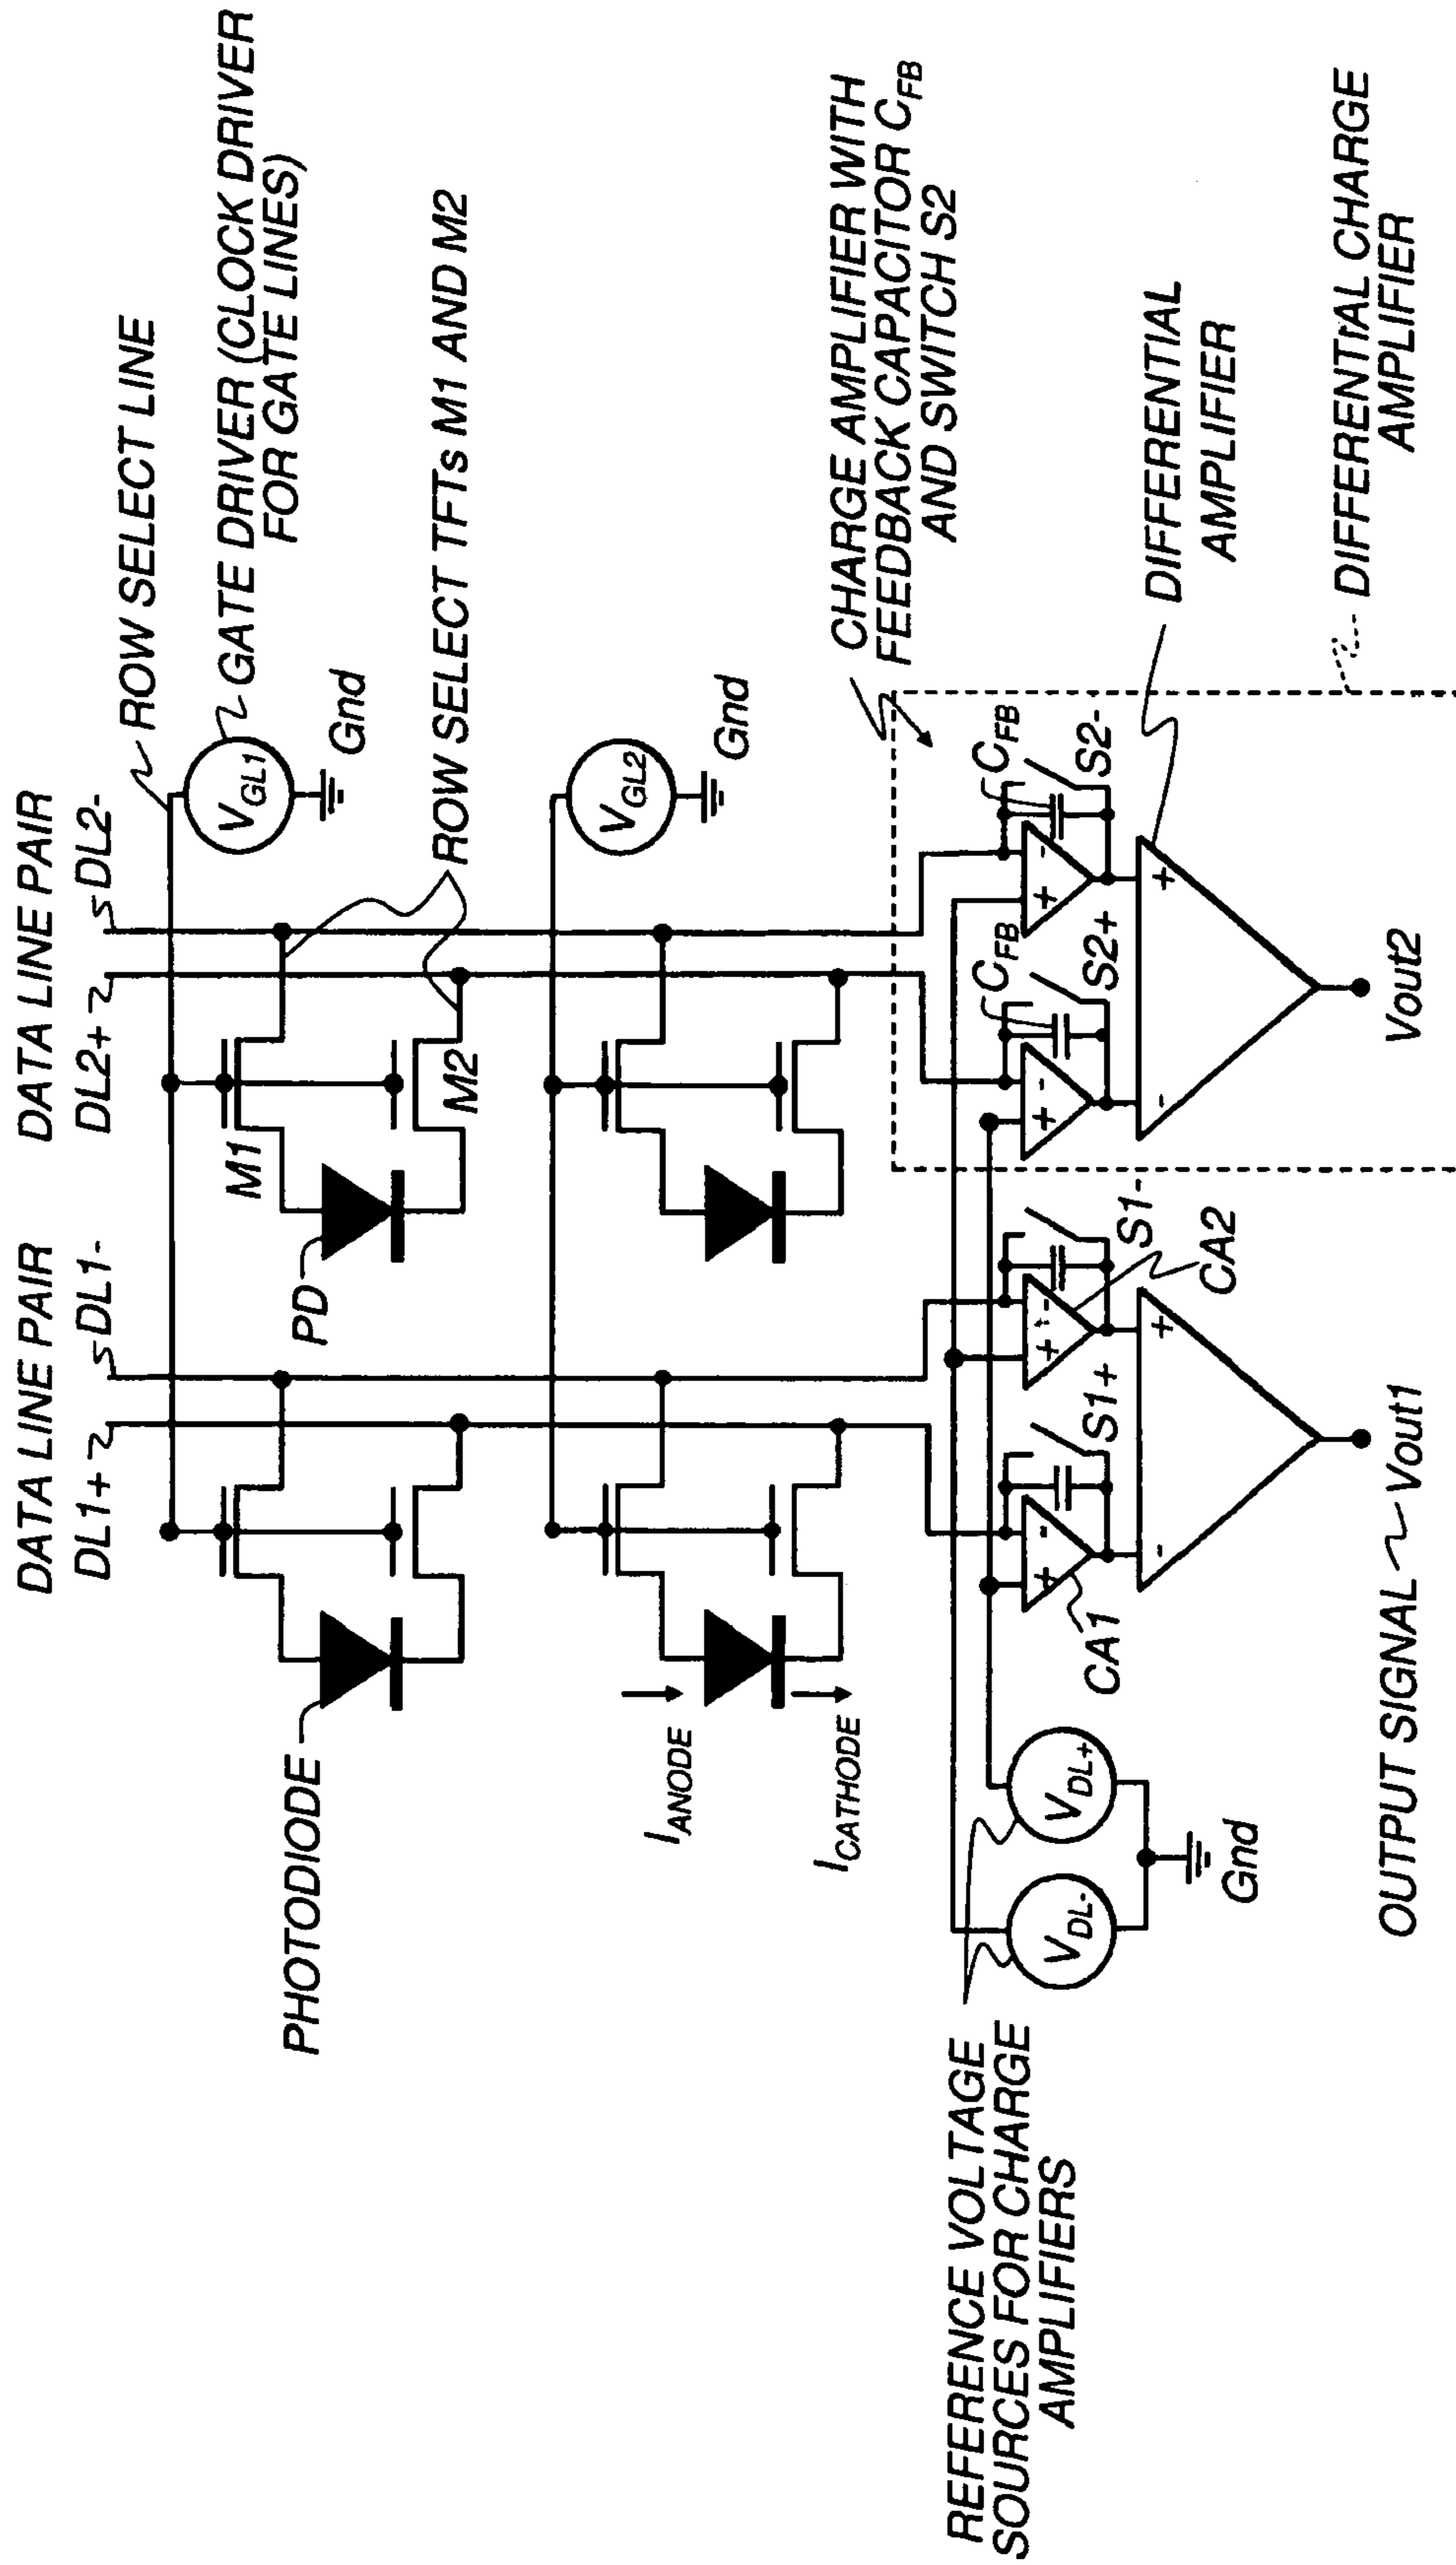 DATA LINE PAIR
DL1+
DL1-
DATA LINE PAIR
DL2+
DL2-
ROW SELECT LINE
GATE DRIVER (CLOCK DRIVER
FOR GATE LINES)
VGL1
Gnd
ROW SELECT TFTs M1 AND M2
PHOTODIODE
PD
M1
M2
VGL2
Gnd
IANODE
ICATHODE
CHARGE AMPLIFIER WITH
FEEDBACK CAPACITOR CFB
AND SWITCH S2
REFERENCE VOLTAGE
SOURCES FOR CHARGE
AMPLIFIERS
VDL-
VDL+
Gnd
CA1
+
-
S1+
+
-
S1-
CA2
+
-
CFB
S2+
+
-
CFB
S2-
-
+
-
+
DIFFERENTIAL
AMPLIFIER
DIFFERENTIAL CHARGE
AMPLIFIER
OUTPUT SIGNAL
Vout1
Vout2